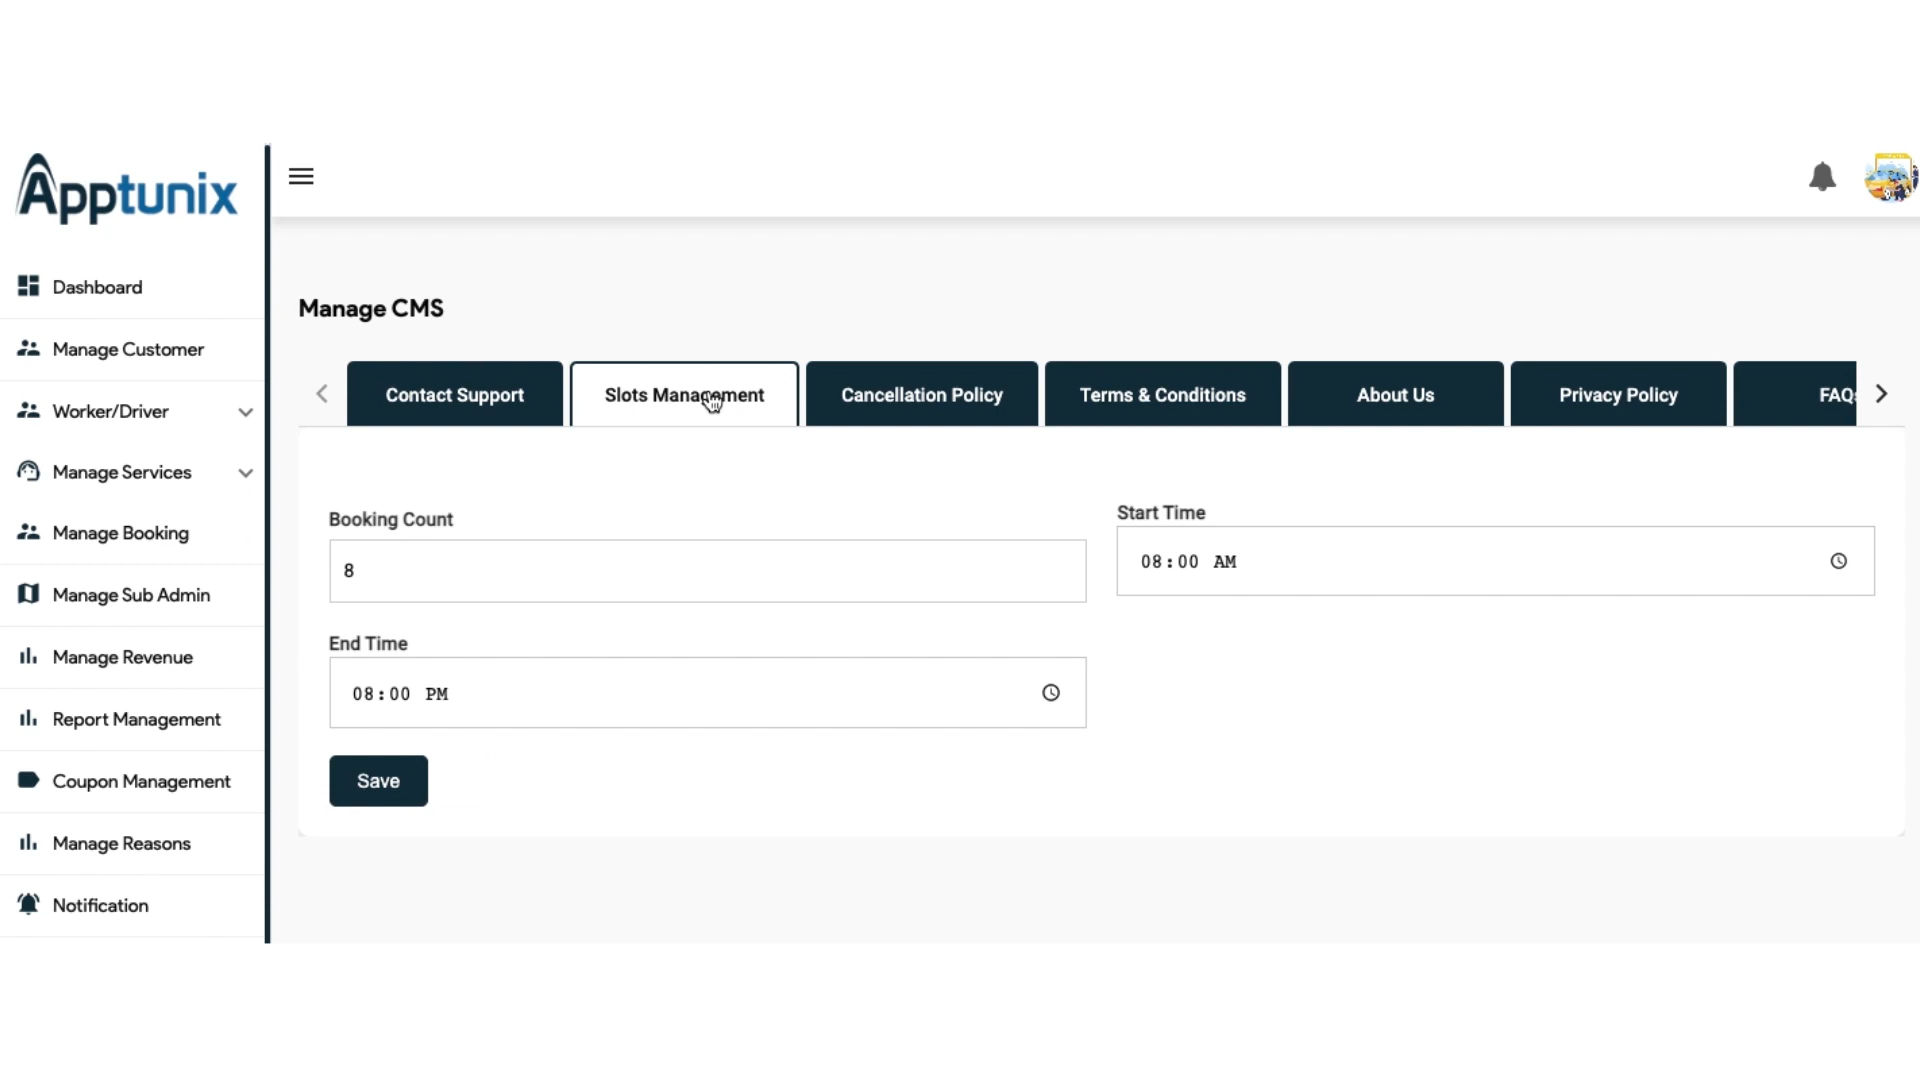 Apptunix
Dashboard
Manage Customer
Worker/Driver
Manage Services
Manage Booking
Manage Sub Admin
Manage Revenue
Report Management
Coupon Management
Manage Reasons
Notification
Manage CMS
Contact Support
Slots Management
Cancellation Policy
Terms & Conditions
About Us
Privacy Policy
FAQs
Booking Count
8
Start Time
08:00 AM
End Time
08:00 PM
Save